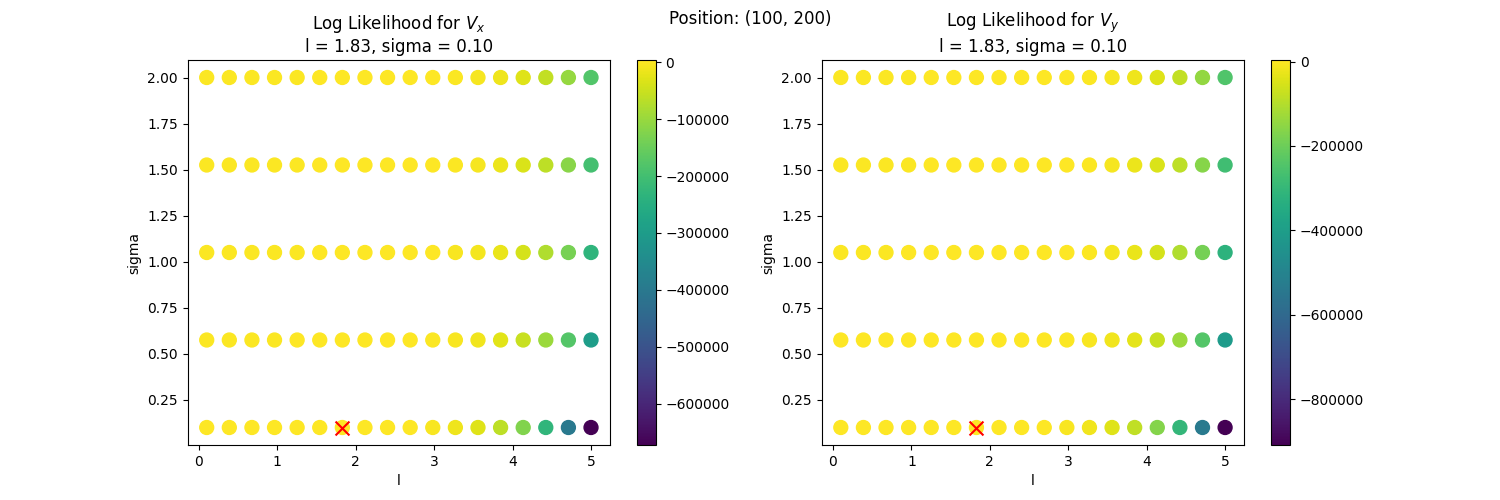 Position: (100, 200)
Log Likelihood for Vx
l = 1.83, sigma = 0.10
2.00
1.75
1.50
1.25
1.00
0.75
0.50
0.25
sigma
0 1 2 3 4 5
l
0
−100000
−200000
−300000
−400000
−500000
−600000
Log Likelihood for Vy
l = 1.83, sigma = 0.10
2.00
1.75
1.50
1.25
1.00
0.75
0.50
0.25
sigma
0 1 2 3 4 5
l
0
−200000
−400000
−600000
−800000